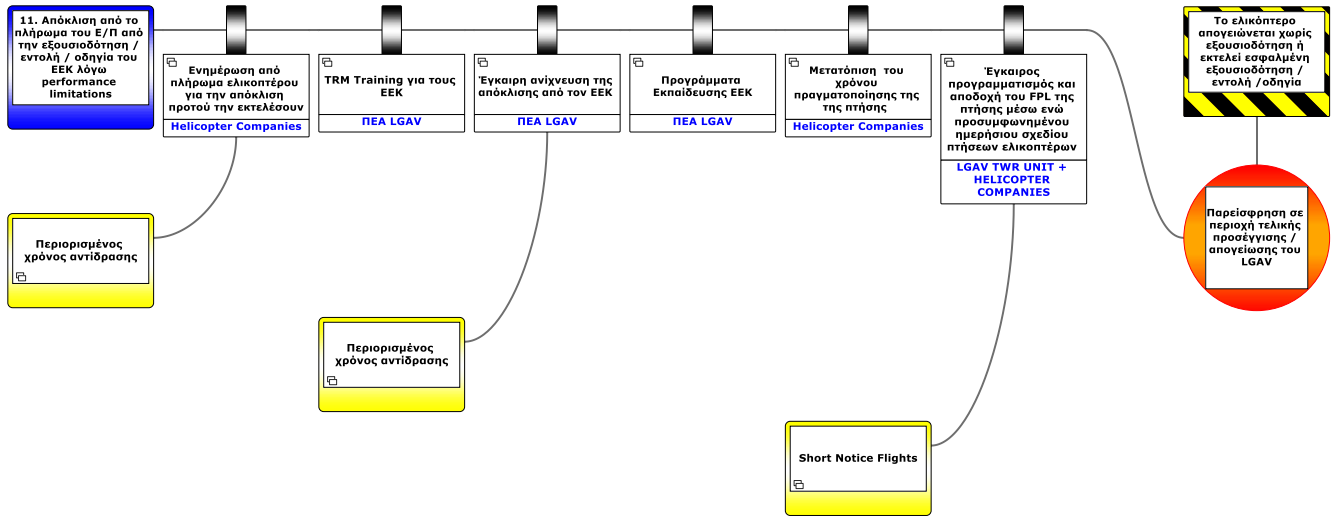 11. Απόκλιση από το
πλήρωμα του Ε/Π από
την εξουσιοδότηση /
εντολή / οδηγία του
ΕΕΚ λόγω
performance
limitations
Ενημέρωση από
πλήρωμα ελικοπτέρου
για την απόκλιση
προτού την εκτελέσουν
Helicopter Companies
TRM Training για τους
ΕΕΚ
ΠΕΑ LGAV
Έγκαιρη ανίχνευση της
απόκλισης από τον ΕΕΚ
ΠΕΑ LGAV
Προγράμματα
Εκπαίδευσης ΕΕΚ
ΠΕΑ LGAV
Μετατόπιση του
χρόνου
πραγματοποίησης της
της πτήσης
Helicopter Companies
Έγκαιρος
προγραμματισμός και
αποδοχή του FPL της
πτήσης μέσω ενώ
προσυμφωνημένου
ημερήσιου σχεδίου
πτήσεων ελικοπτέρων
LGAV TWR UNIT +
HELICOPTER
COMPANIES
Το ελικόπτερο
απογειώνεται χωρίς
εξουσιοδότηση ή
εκτελεί εσφαλμένη
εξουσιοδότηση /
εντολή /οδηγία
Παρείσφρηση σε
περιοχή τελικής
προσέγγισης /
απογείωσης του
LGAV
Περιορισμένος
χρόνος αντίδρασης
Περιορισμένος
χρόνος αντίδρασης
Short Notice Flights